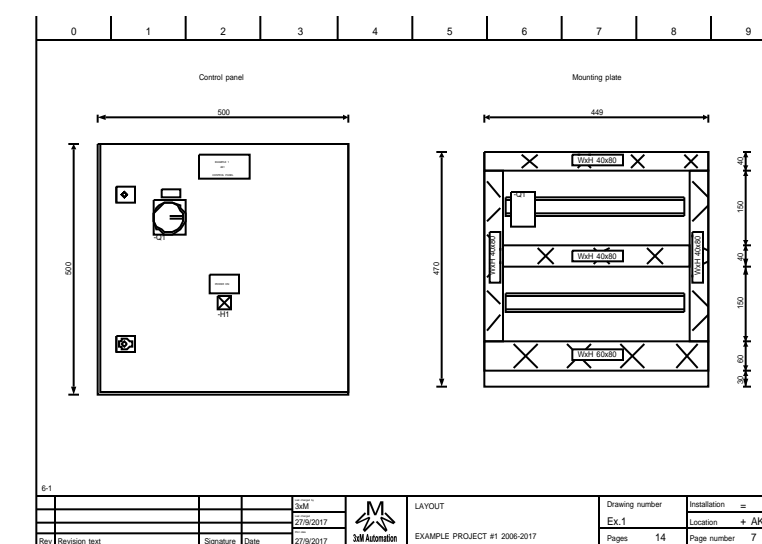 0 1 2 3 4 5 6 7 8 9
Control panel
Mounting plate
500
449
500
-Q1
-H1
470
WxH 40x80
40
-Q1
150
WxH 40x80
WxH 40x80
WxH 40x80
40
150
WxH 60x80
60
30
6-1
3xM
27/9/2017
27/9/2017
Rev Revision text Signature Date
M
3xM Automation
LAYOUT
EXAMPLE PROJECT #1 2006-2017
Drawing number
Ex.1
Pages 14
Installation =
Location + AK
Page number 7